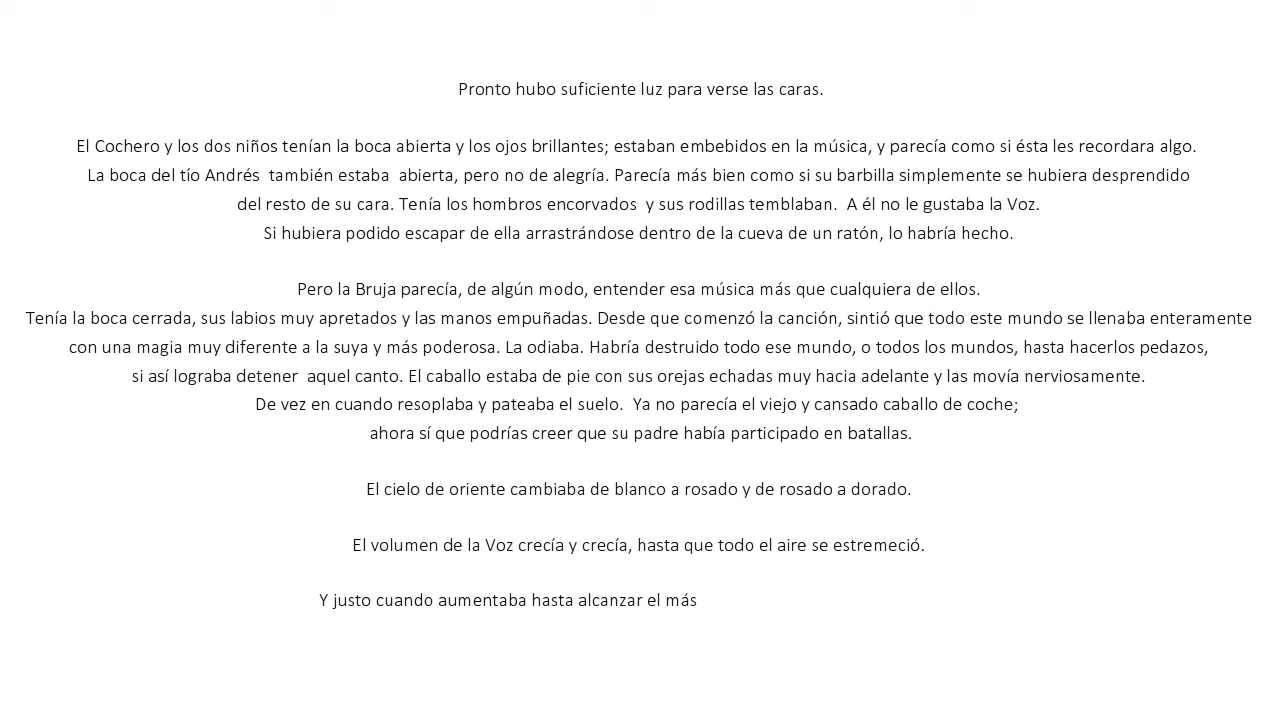 Pronto hubo suficiente luz para verse las caras.
El Cochero y los dos niños tenían la boca abierta y los ojos brillantes; estaban embebidos en la música, y parecía como si ésta les recordara algo.
La boca del tío Andrés  también estaba  abierta, pero no de alegría. Parecía más bien como si su barbilla simplemente se hubiera desprendido
del resto de su cara. Tenía los hombros encorvados  y sus rodillas temblaban.  A él no le gustaba la Voz.
Si hubiera podido escapar de ella arrastrándose dentro de la cueva de un ratón, lo habría hecho.
Pero la Bruja parecía, de algún modo, entender esa música más que cualquiera de ellos.
Tenía la boca cerrada, sus labios muy apretados y las manos empuñadas. Desde que comenzó la canción, sintió que todo este mundo se llenaba enteramente
con una magia muy diferente a la suya y más poderosa. La odiaba. Habría destruido todo ese mundo, o todos los mundos, hasta hacerlos pedazos,
si así lograba detener  aquel canto. El caballo estaba de pie con sus orejas echadas muy hacia adelante y las movía nerviosamente.
De vez en cuando resoplaba y pateaba el suelo.  Ya no parecía el viejo y cansado caballo de coche;
ahora sí que podrías creer que su padre había participado en batallas.
El cielo de oriente cambiaba de blanco a rosado y de rosado a dorado.
El volumen de la Voz crecía y crecía, hasta que todo el aire se estremeció.
Y justo cuando aumentaba hasta alcanzar el más